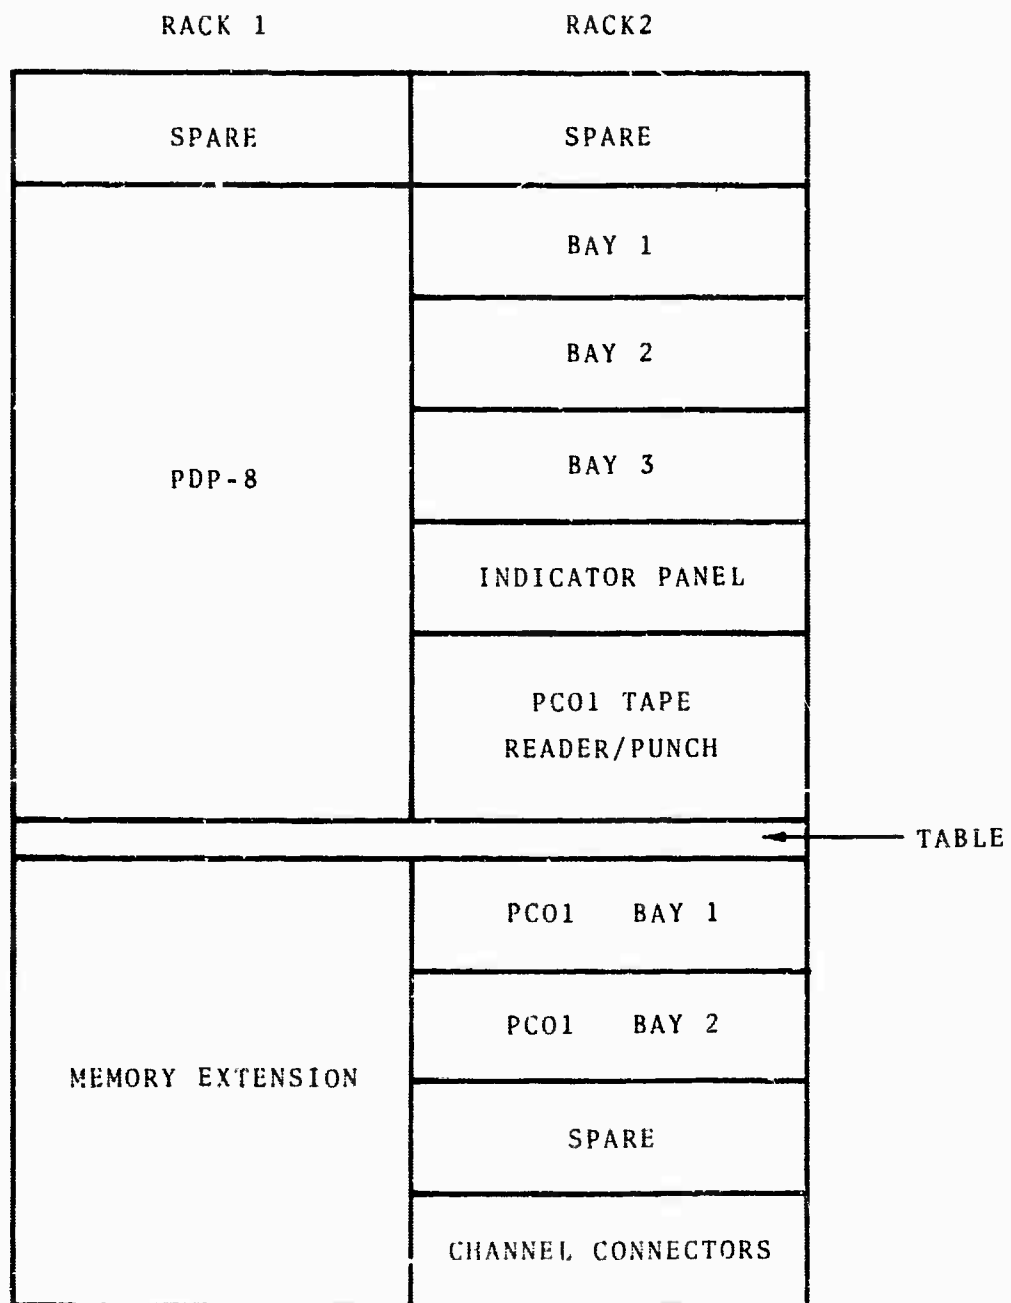 RACK 1
RACK2
SPARE
SPARE
BAY 1
BAY 2
PDP-8
BAY 3
INDICATOR PANEL
PC01 TAPE
READER/PUNCH
TABLE
PC01 BAY 1
PC01 BAY 2
MEMORY EXTENSION
SPARE
CHANNEL CONNECTORS